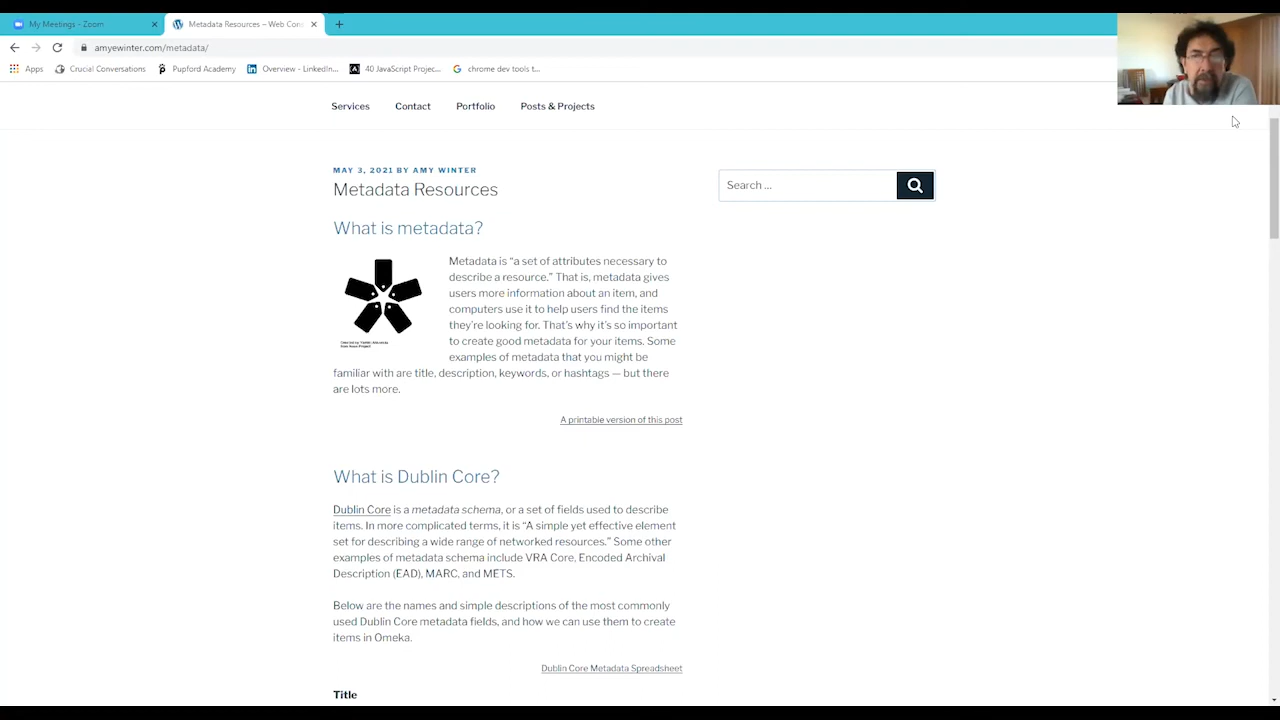 My Meetings - Zoom
Metadata Resources – Web Con
amyewinter.com/metadata/
Apps
Crucial Conversations
Pupford Academy
Overview - LinkedIn...
40 JavaScript Projec...
chrome dev tools t...
Services
Contact
Portfolio
Posts & Projects
MAY 3, 2021 BY AMY WINTER
Metadata Resources
Search ...
What is metadata?
Metadata is “a set of attributes necessary to
describe a resource.” That is, metadata gives
users more information about an item, and
computers use it to help users find the items
they’re looking for. That’s why it’s so important
to create good metadata for your items. Some
examples of metadata that you might be
familiar with are title, description, keywords, or hashtags — but there
are lots more.
A printable version of this post
What is Dublin Core?
Dublin Core is a metadata schema, or a set of fields used to describe
items. In more complicated terms, it is “A simple yet effective element
set for describing a wide range of networked resources.” Some other
examples of metadata schema include VRA Core, Encoded Archival
Description (EAD), MARC, and METS.
Below are the names and simple descriptions of the most commonly
used Dublin Core metadata fields, and how we can use them to create
items in Omeka.
Dublin Core Metadata Spreadsheet
Title